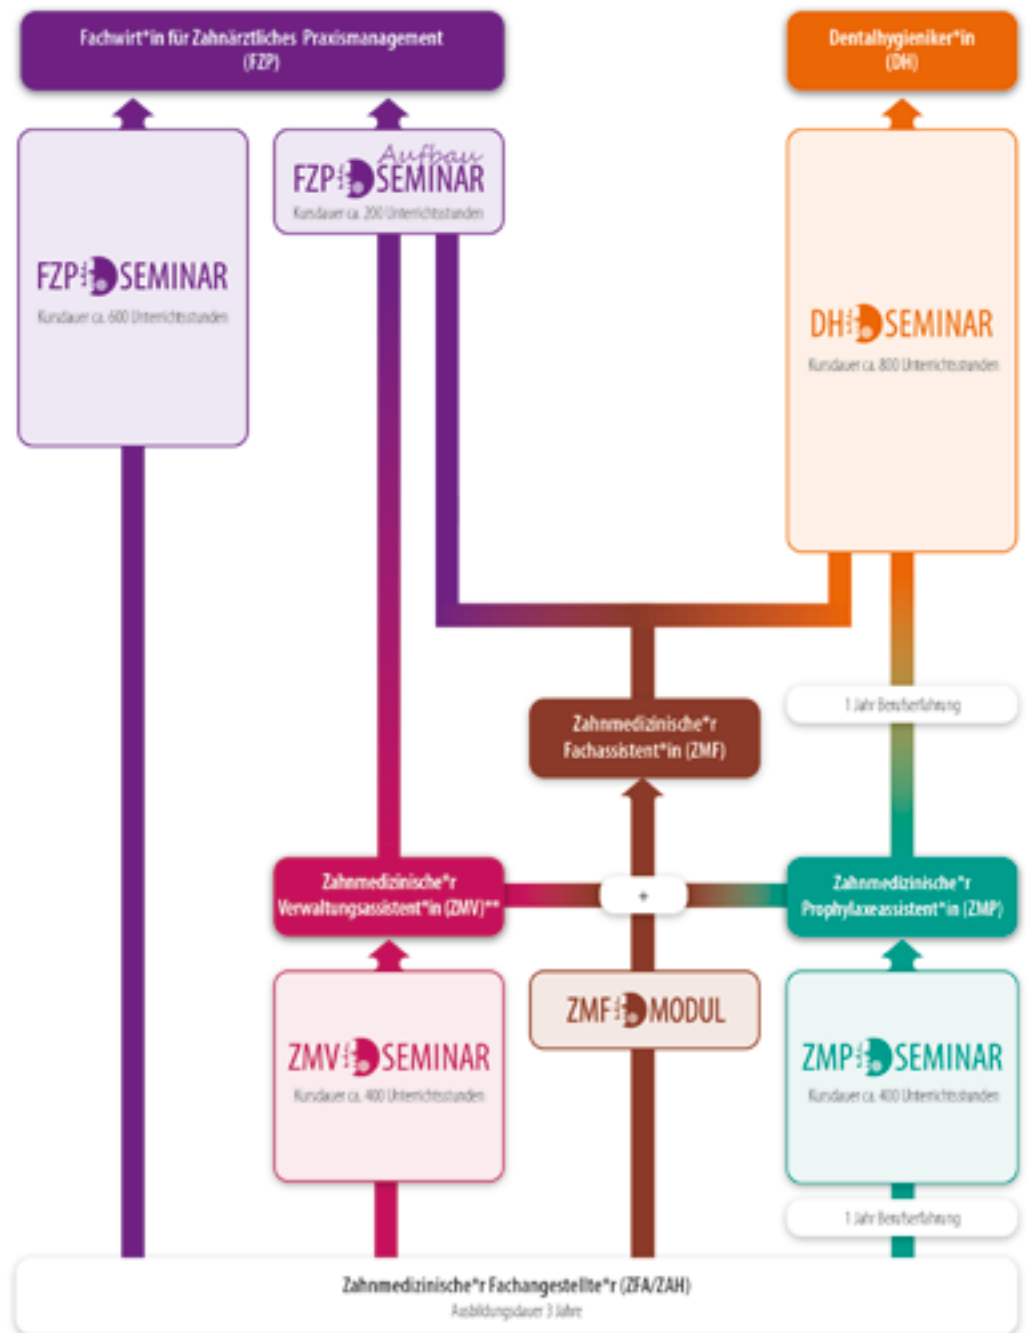 Fachwirt*in für Zahnärztliches Praxismanagement
(FZP)
Dentalhygieniker*in
(DH)
Aufbau
FZP SEMINAR
Kursdauer ca. 200 Unterrichtsstunden
FZP SEMINAR
Kursdauer ca. 600 Unterrichtsstunden
DH SEMINAR
Kursdauer ca. 800 Unterrichtsstunden
1 Jahr Berufserfahrung
Zahnmedizinische*r
Fachassistent*in (ZMF)
Zahnmedizinische*r
Verwaltungsassistent*in (ZMV)**
+
Zahnmedizinische*r
Prophylaxeassistent*in (ZMP)
ZMV SEMINAR
Kursdauer ca. 400 Unterrichtsstunden
ZMF MODUL
ZMP SEMINAR
Kursdauer ca. 400 Unterrichtsstunden
1 Jahr Berufserfahrung
Zahnmedizinische*r Fachangestellte*r (ZFA/ZAH)
Ausbildungsdauer 3 Jahre